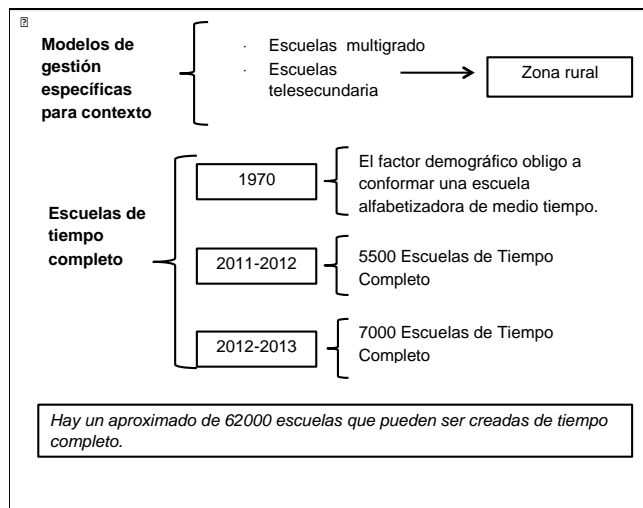 Modelos de
gestión
específicas
para contexto
· Escuelas multigrado
· Escuelas
telesecundaria
Zona rural
Escuelas de
tiempo
completo
1970
El factor demográfico obligo a
conformar una escuela
alfabetizadora de medio tiempo.
2011-2012
5500 Escuelas de Tiempo
Completo
2012-2013
7000 Escuelas de Tiempo
Completo
Hay un aproximado de 62000 escuelas que pueden ser creadas de tiempo
completo.